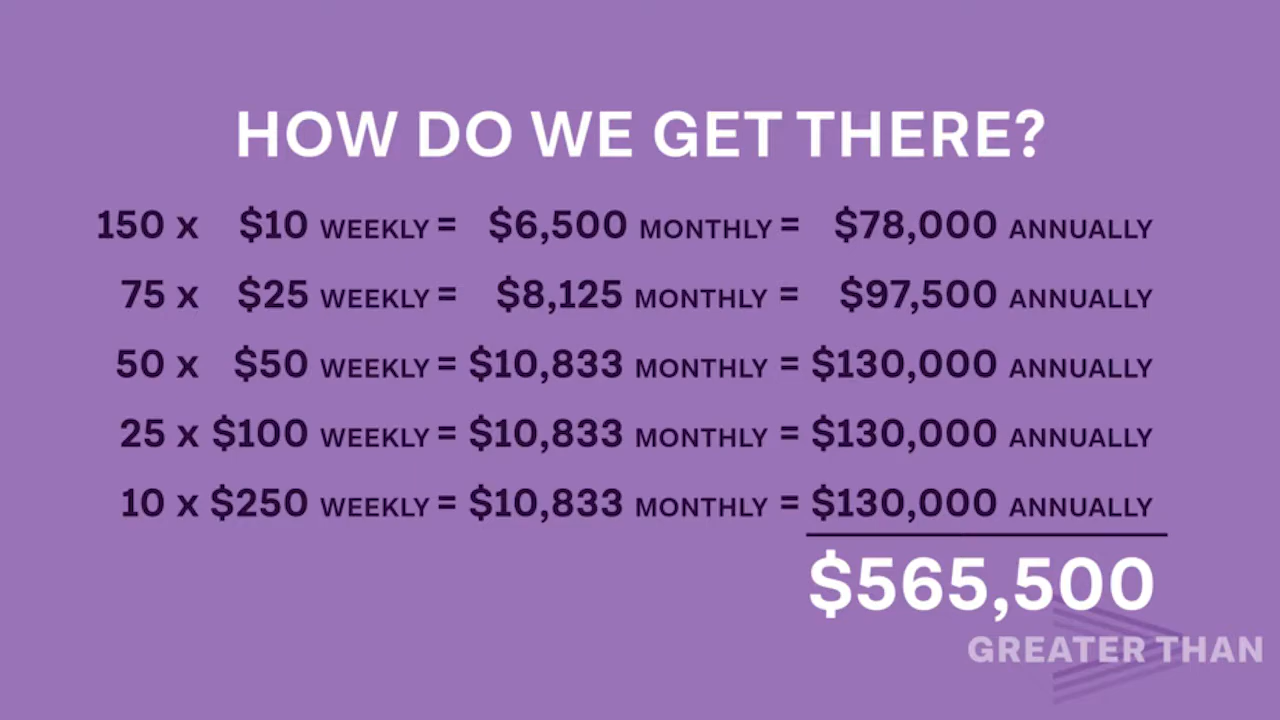 HOW DO WE GET THERE?
150 x $10 WEEKLY = $6,500 MONTHLY = $78,000 ANNUALLY
75 x $25 WEEKLY = $8,125 MONTHLY = $97,500 ANNUALLY
50 x $50 WEEKLY = $10,833 MONTHLY = $130,000 ANNUALLY
25 x $100 WEEKLY = $10,833 MONTHLY = $130,000 ANNUALLY
10 x $250 WEEKLY = $10,833 MONTHLY = $130,000 ANNUALLY
$565,500
GREATER THAN